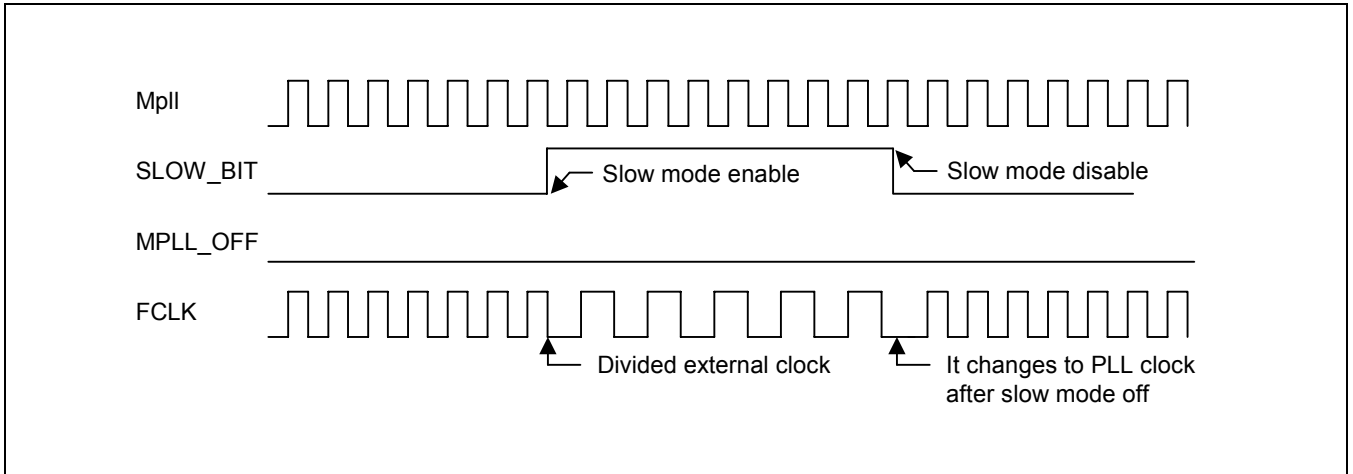 Mpll
SLOW_BIT
Slow mode enable
Slow mode disable
MPLL_OFF
FCLK
Divided external clock
It changes to PLL clock
after slow mode off